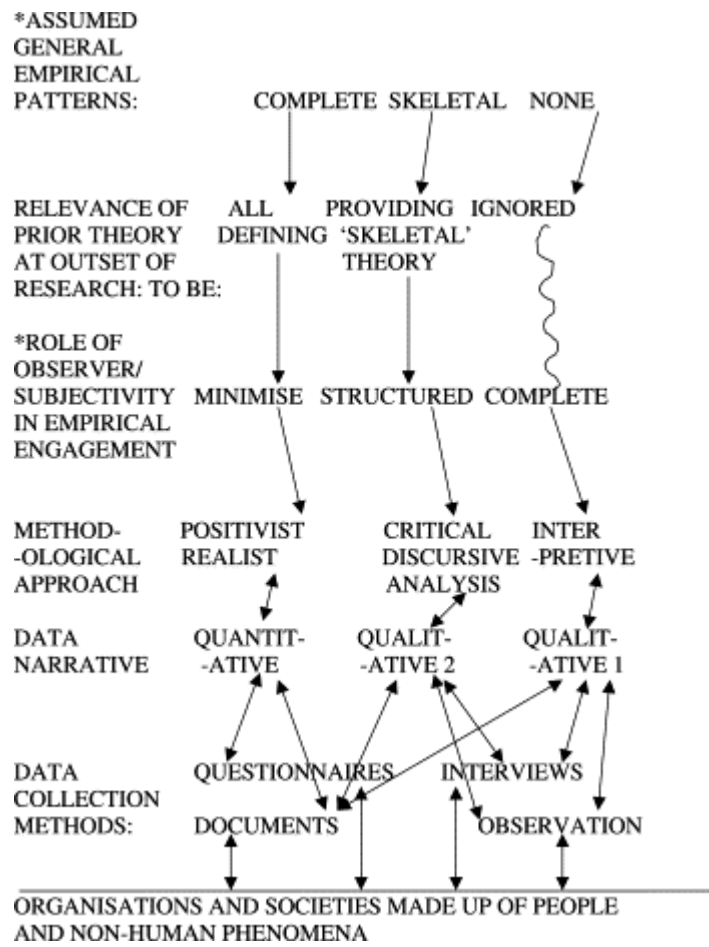 *ASSUMED
GENERAL
EMPIRICAL
PATTERNS: COMPLETE SKELETAL NONE
RELEVANCE OF ALL PROVIDING IGNORED
PRIOR THEORY DEFINING ‘SKELETAL’
AT OUTSET OF THEORY
RESEARCH: TO BE:
*ROLE OF
OBSERVER/
SUBJECTIVITY MINIMISE STRUCTURED COMPLETE
IN EMPIRICAL
ENGAGEMENT
METHOD- POSITIVIST CRITICAL INTER
-OLOGICAL REALIST DISCURSIVE -PRETIVE
APPROACH ANALYSIS
DATA QUANTIT- QUALIT- QUALIT-
NARRATIVE -ATIVE -ATIVE 2 -ATIVE 1
DATA QUESTIONNAIRES INTERVIEWS
COLLECTION
METHODS: DOCUMENTS OBSERVATION
ORGANISATIONS AND SOCIETIES MADE UP OF PEOPLE
AND NON-HUMAN PHENOMENA